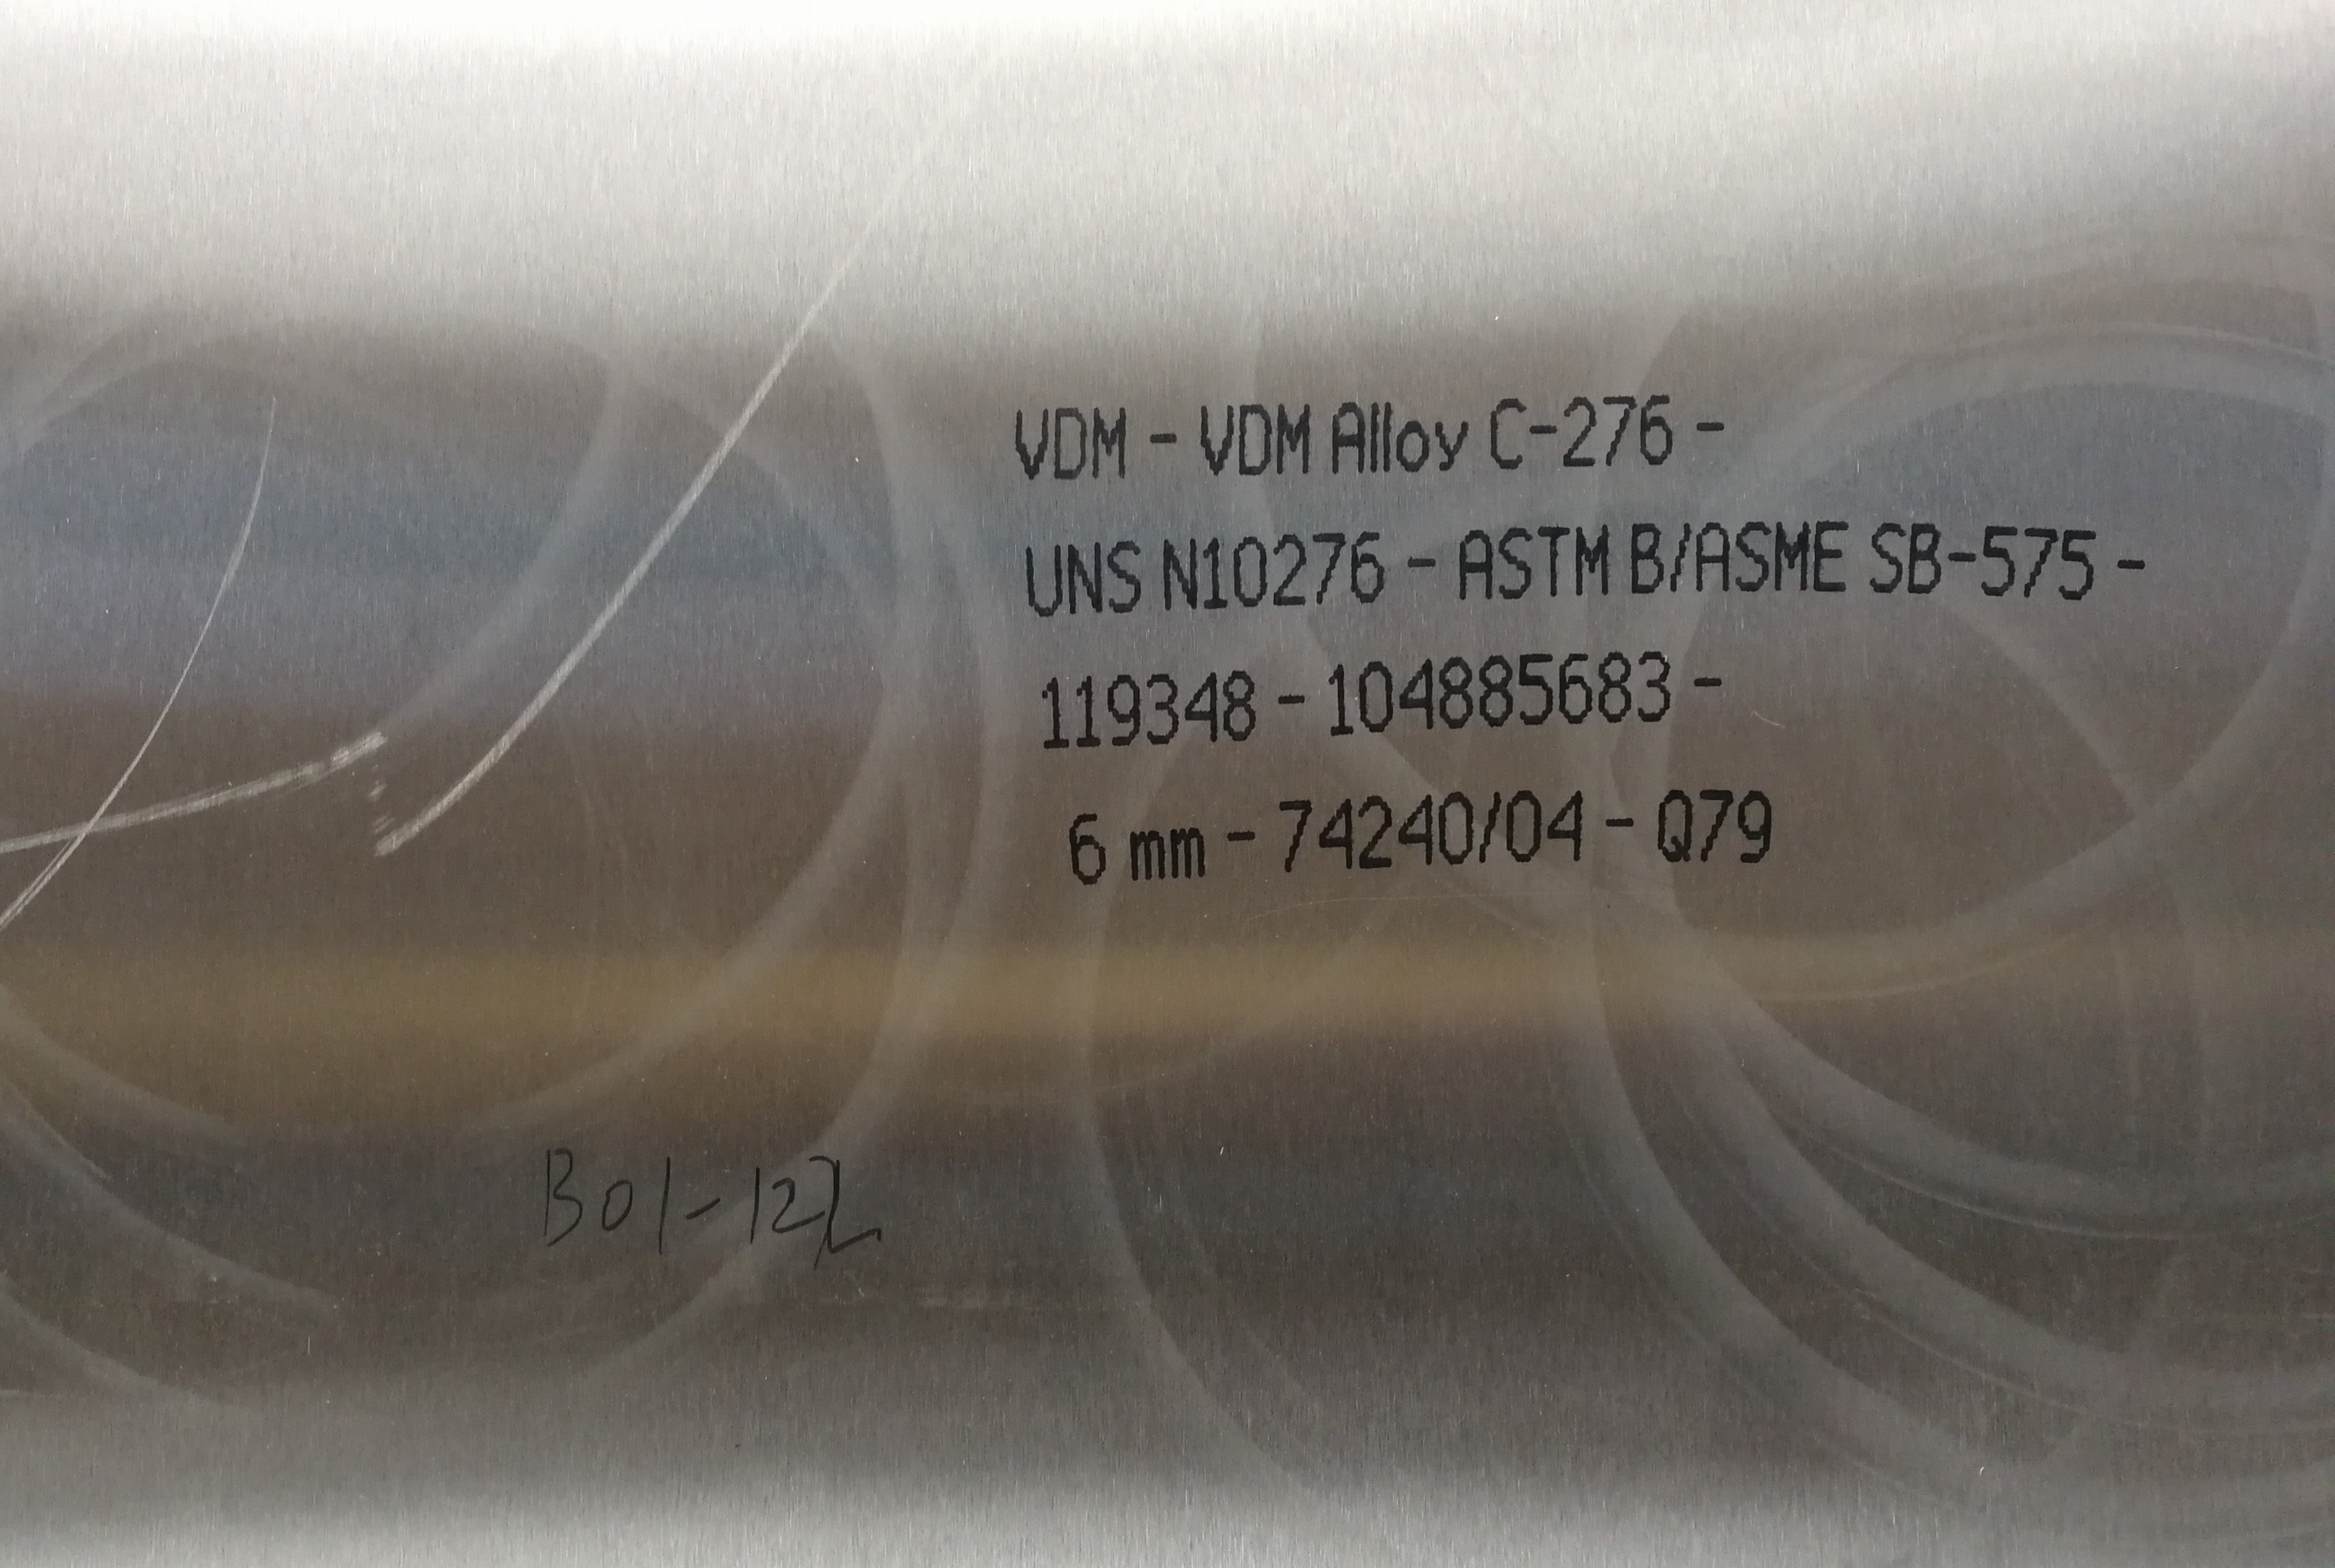 VDM - VDM Alloy C-276 -
UNS N10276 - ASTM B/ASME SB-575 -
119348 - 104885683 -
6 mm - 74240/04 - Q79
B01-122